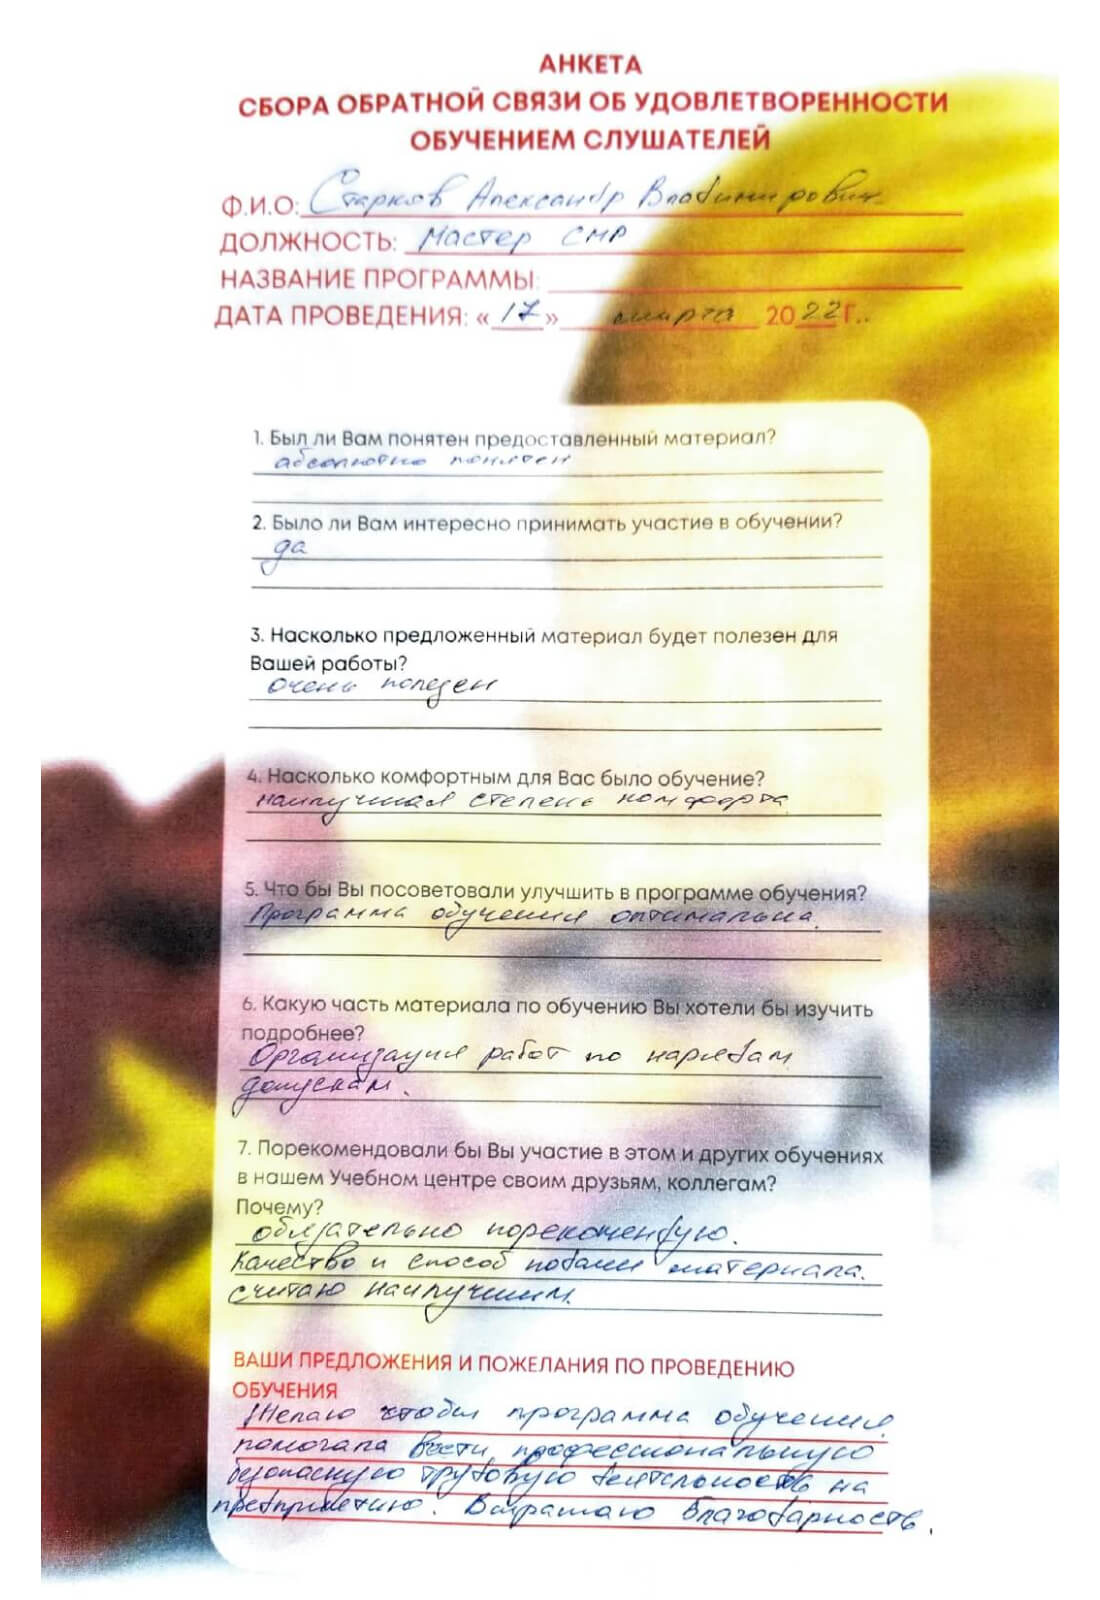 АНКЕТА
СБОРА ОБРАТНОЙ СВЯЗИ ОБ УДОВЛЕТВОРЕННОСТИ
ОБУЧЕНИЕМ СЛУШАТЕЛЕЙ
Ф.И.О: Старков Александр Владимирович
ДОЛЖНОСТЬ: Мастер СМР
НАЗВАНИЕ ПРОГРАММЫ:
ДАТА ПРОВЕДЕНИЯ: «17» марта 2022 Г..
1. Был ли Вам понятен предоставленный материал?
абсолютно понятен
2. Было ли Вам интересно принимать участие в обучении?
да
3. Насколько предложенный материал будет полезен для
Вашей работы?
очень полезен
4. Насколько комфортным для Вас было обучение?
наилучшая степень комфорта
5. Что бы Вы посоветовали улучшить в программе обучения?
Программа обучения оптимальна.
6. Какую часть материала по обучению Вы хотели бы изучить
подробнее?
Организация работ по нарядам
допускам.
7. Порекомендовали бы Вы участие в этом и других обучениях
в нашем Учебном центре своим друзьям, коллегам?
Почему?
обязательно порекомендую.
Качество и способ подачи материала.
считаю наилучшим.
ВАШИ ПРЕДЛОЖЕНИЯ И ПОЖЕЛАНИЯ ПО ПРОВЕДЕНИЮ
ОБУЧЕНИЯ
Желаю чтобы программа обучения
помогала вести профессиональную
безопасную трудовую деятельность на
предприятию. Выражаю благодарность.